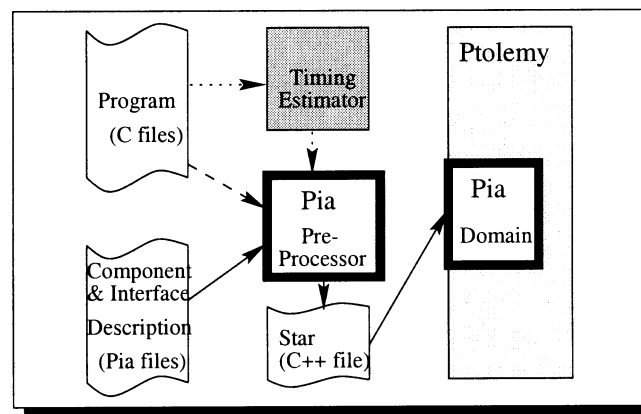 Program
(C files)
Timing
Estimator
Ptolemy
Pia
Pre-
Processor
Pia
Domain
Component
& Interface
Description
(Pia files)
Star
(C++ file)